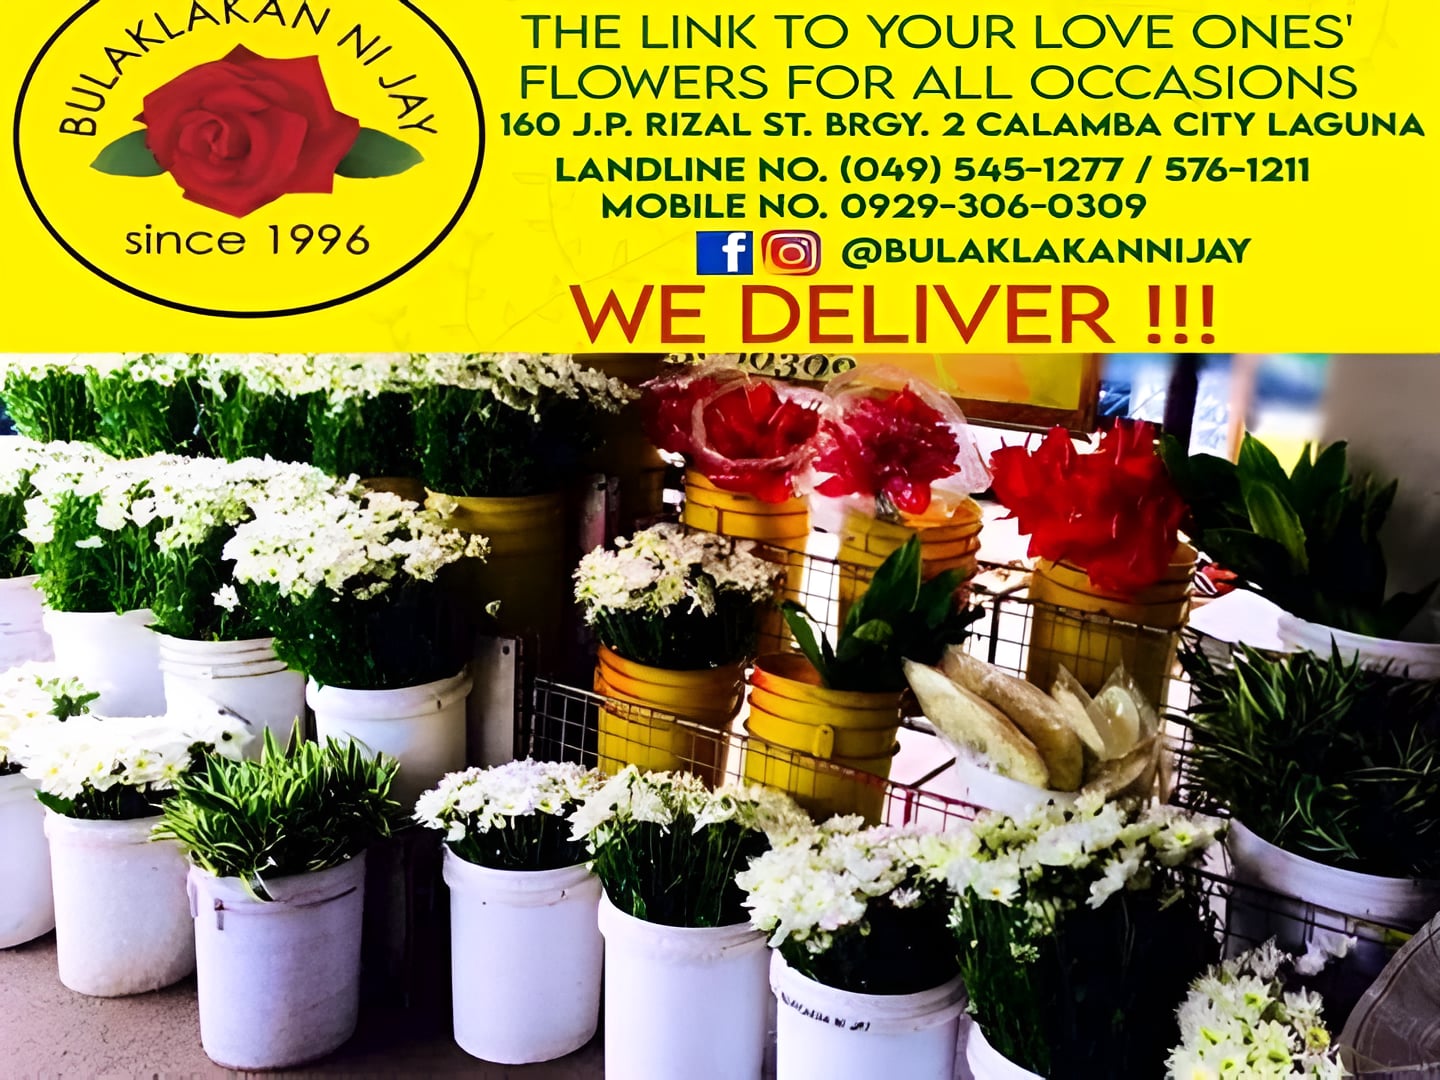 BULAKLAKAN NI JAY
since 1996
THE LINK TO YOUR LOVE ONES'
FLOWERS FOR ALL OCCASIONS
160 J.P. RIZAL ST. BRGY. 2 CALAMBA CITY LAGUNA
LANDLINE NO. (049) 545-1277 / 576-1211
MOBILE NO. 0929-306-0309
f @BULAKLAKANNIJAY
WE DELIVER !!!